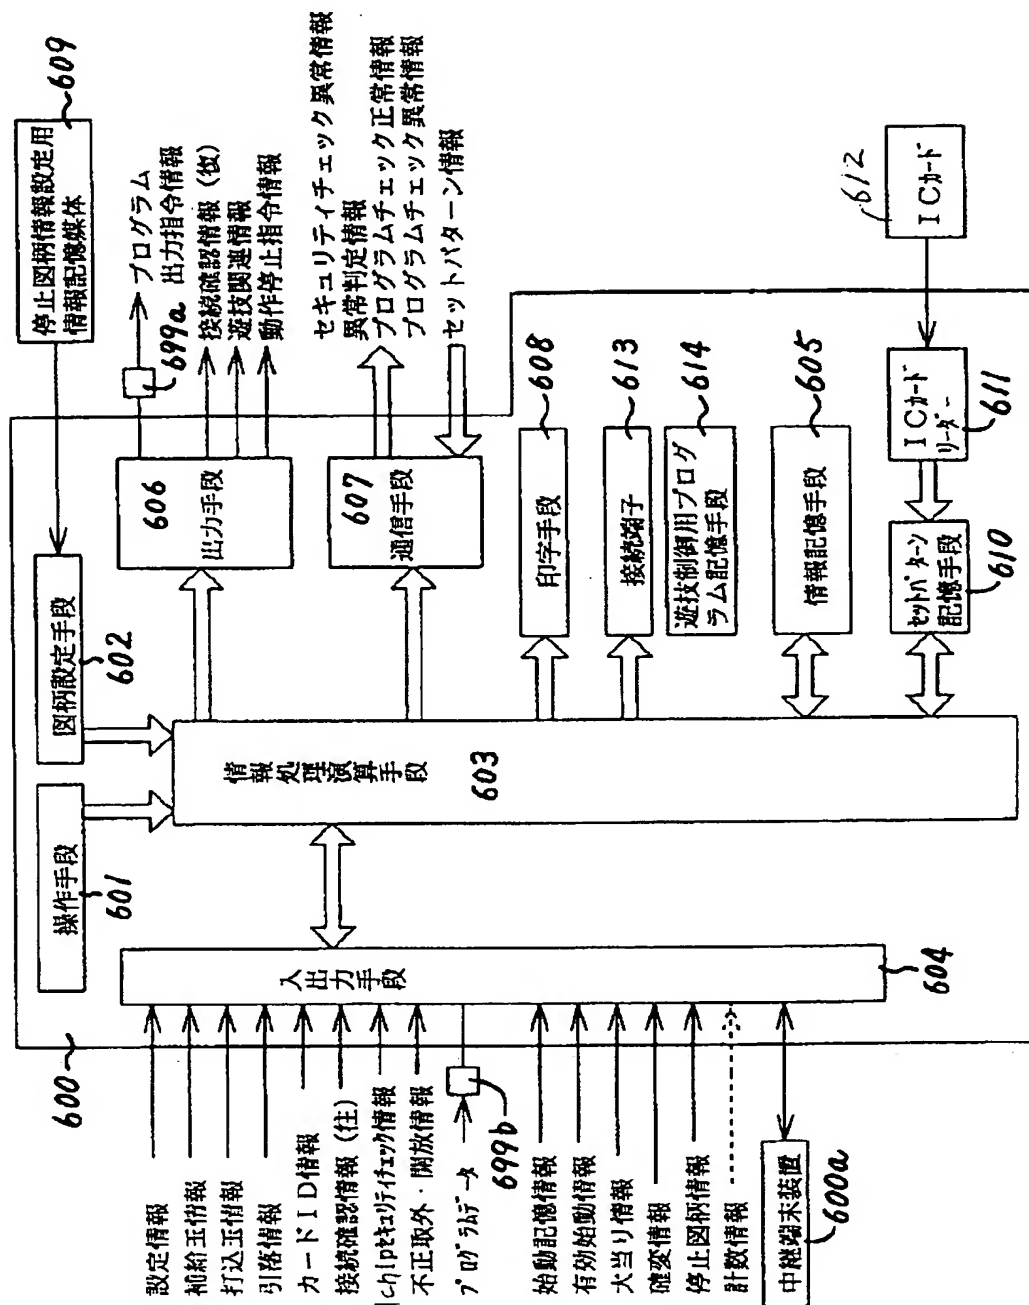 600
設定情報
補給玉情報
打込玉情報
引落情報
カードID情報
接続確認情報(往)
1chipセキュリティチェック情報
不正取外・開放情報
プログラムデータ
699b
始動記憶情報
有効始動情報
大当り情報
確変情報
停止図柄情報
計数情報
中継端末装置
600a
入出力手段
604
操作手段
601
図柄設定手段
602
情報処理演算手段
603
停止図柄情報設定用
情報記憶媒体
609
出力手段
606
プログラム
出力指令情報
699a
接続確認情報(復)
遊技関連情報
動作停止指令情報
通信手段
607
セキュリティチェック異常情報
異常判定情報
プログラムチェック正常情報
プログラムチェック異常情報
セットパターン情報
印字手段
608
接続端子
613
遊技制御用プログ
ラム記憶手段
614
情報記憶手段
605
セットパターン
記憶手段
610
ICカード
リーダー
611
ICカード
612